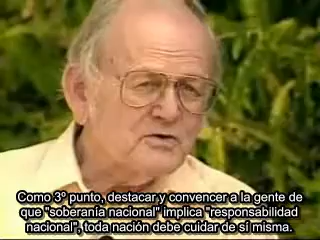 Como 3º punto, destacar y convencer a la gente de
que "soberanía nacional" implica "responsabilidad
nacional", toda nación debe cuidar de sí misma.